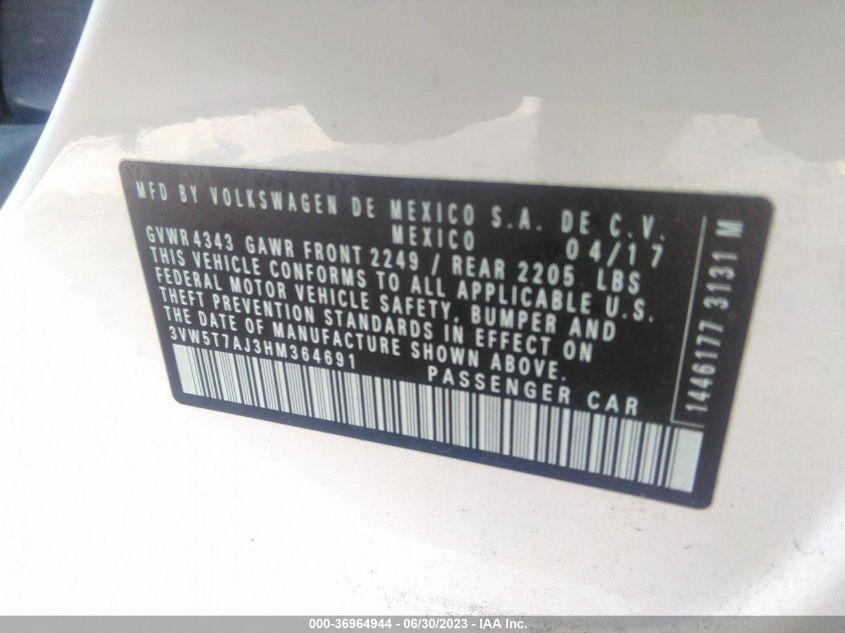 MFD BY VOLKSWAGEN DE MEXICO S.A. DE C.V.
MEXICO 04/17
GVWR 4343 GAWR FRONT 2249 / REAR 2205 LBS
THIS VEHICLE CONFORMS TO ALL APPLICABLE U.S.
FEDERAL MOTOR VEHICLE SAFETY, BUMPER AND
THEFT PREVENTION STANDARDS IN EFFECT ON
THE DATE OF MANUFACTURE SHOWN ABOVE.
3VW5T7AJ3HM364691 PASSENGER CAR
1446177 3131 M
000-36964944 / 06/30/2023 - IAA Inc.